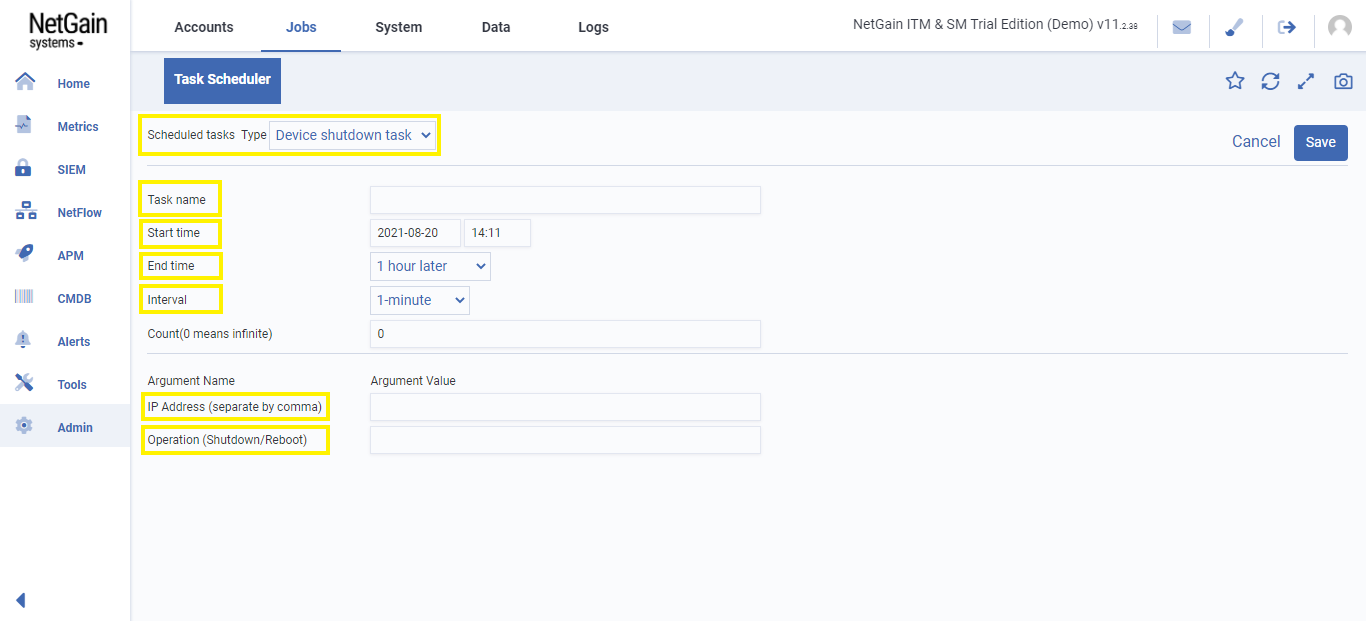 NetGain
systems
Accounts Jobs System Data Logs
NetGain ITM & SM Trial Edition (Demo) v11.2.38
Home
Metrics
SIEM
NetFlow
APM
CMDB
Alerts
Tools
Admin
Task Scheduler
Scheduled tasks Type Device shutdown task
Cancel Save
Task name
Start time 2021-08-20 14:11
End time 1 hour later
Interval 1-minute
Count(0 means infinite) 0
Argument Name Argument Value
IP Address (separate by comma)
Operation (Shutdown/Reboot)